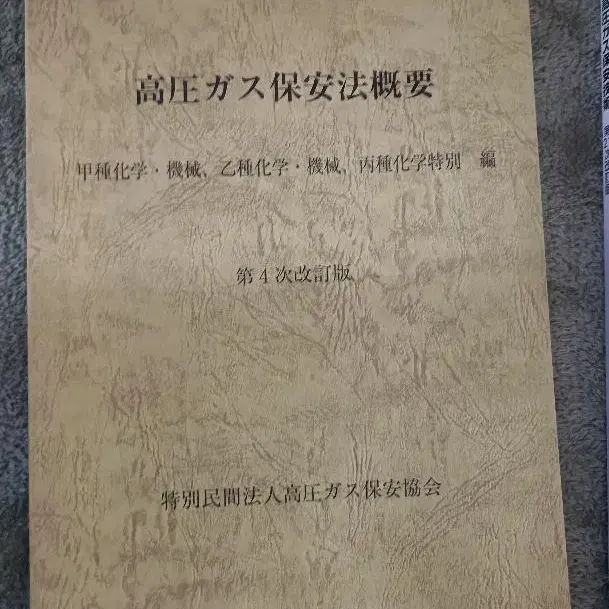 高圧ガス保安法概要
甲種化学・機械、乙種化学・機械、丙種化学特別 編
第4次改訂版
特別民間法人高圧ガス保安協会